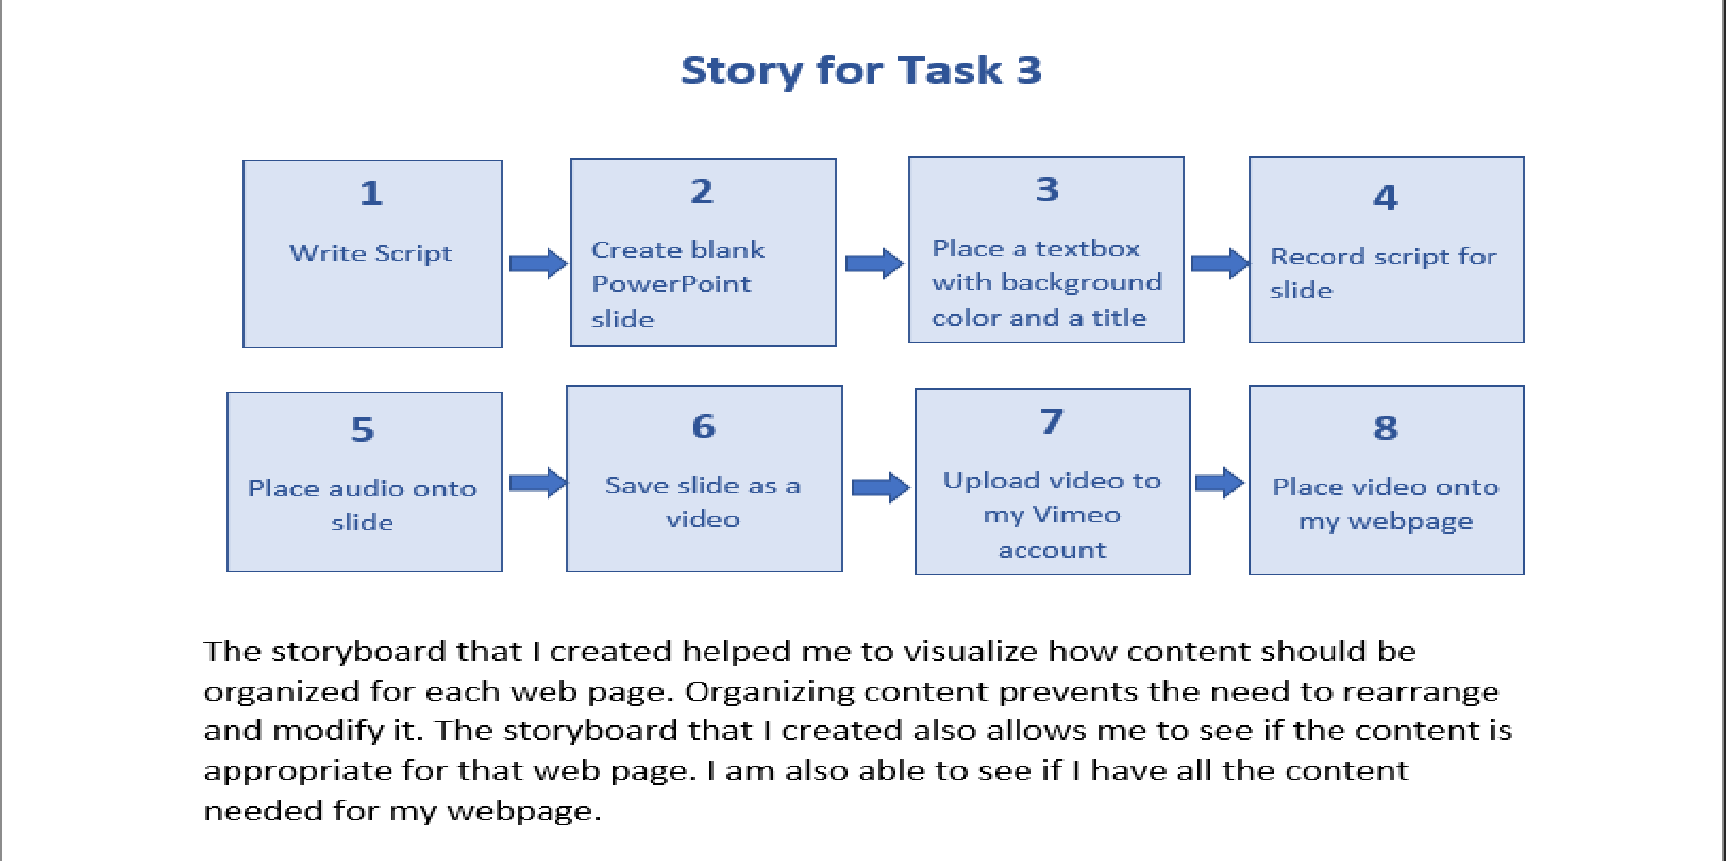 Story for Task 3
1
Write Script
2
Create blank
PowerPoint
slide
3
Place a textbox
with background
color and a title
4
Record script for
slide
5
Place audio onto
slide
6
Save slide as a
video
7
Upload video to
my Vimeo
account
8
Place video onto
my webpage
The storyboard that I created helped me to visualize how content should be
organized for each web page. Organizing content prevents the need to rearrange
and modify it. The storyboard that I created also allows me to see if the content is
appropriate for that web page. I am also able to see if I have all the content
needed for my webpage.